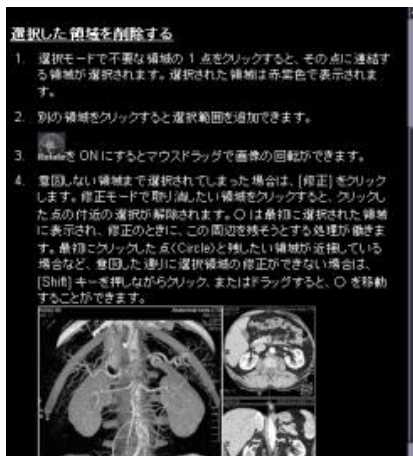 選択した領域を削除する
1. 選択モードで不要な領域の 1 点をクリックすると、その点に連結す
る領域が選択されます。選択された領域は赤紫色で表示されま
す。
2. 別の領域をクリックすると選択範囲を追加できます。
3. Rotateを ONにするとマウスドラッグで画像の回転ができます。
4. 意図しない領域まで選択されてしまった場合は、[修正] をクリック
します。修正モードで取り消したい領域をクリックすると、クリックし
た点の付近の選択が解除されます。○は最初に選択された領域
に表示され、修正のときに、この周辺を残そうとする処理が働きま
す。最初にクリックした点(Circle)と残したい領域が近接している
場合など、意図した通りに選択領域の修正ができない場合は、
[Shift] キーを押しながらクリック、またはドラッグすると、○ を移動
することができます。